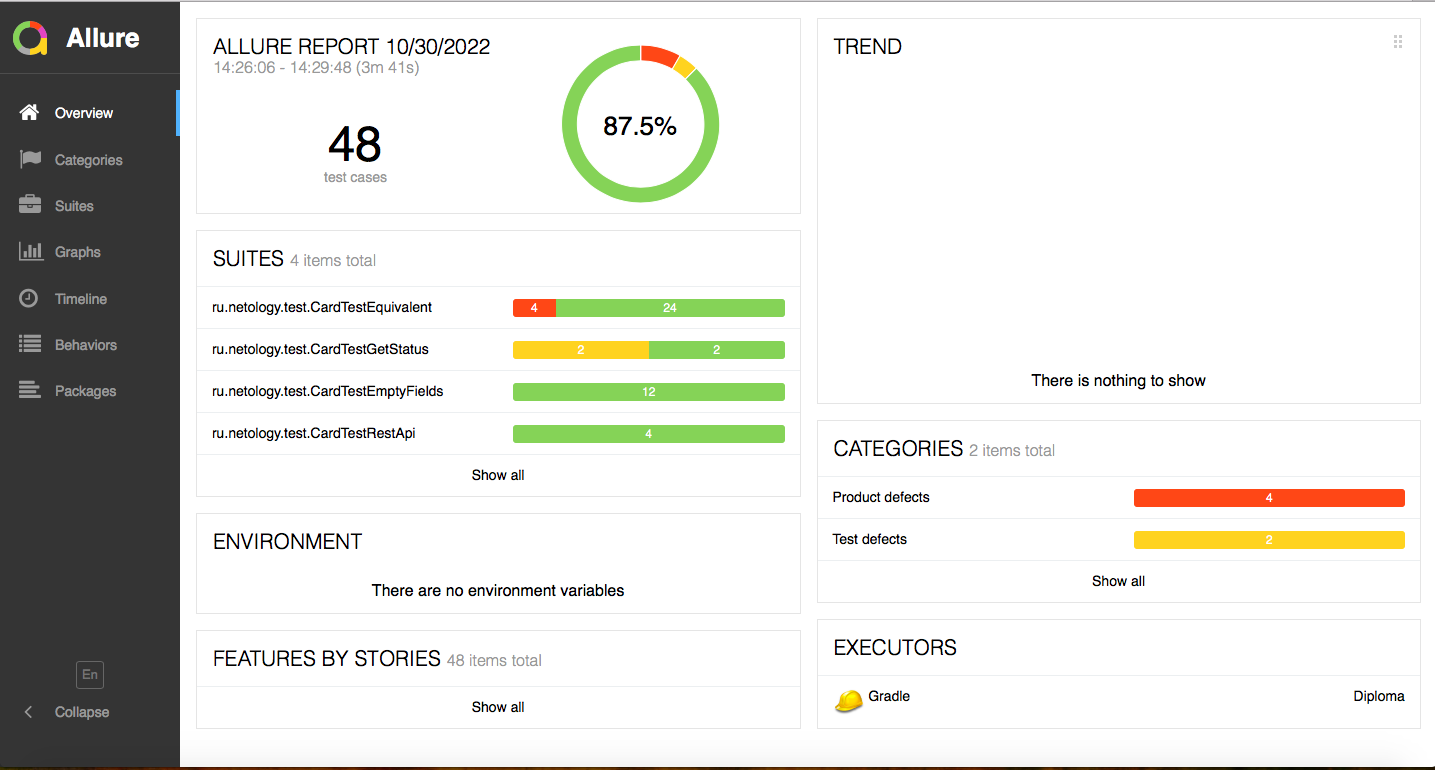 Allure
Overview
Categories
Suites
Graphs
Timeline
Behaviors
Packages
En
Collapse
ALLURE REPORT 10/30/2022
14:26:06 - 14:29:48 (3m 41s)
48
test cases
87.5%
SUITES 4 items total
ru.netology.test.CardTestEquivalent 4 24
ru.netology.test.CardTestGetStatus 2 2
ru.netology.test.CardTestEmptyFields 12
ru.netology.test.CardTestRestApi 4
Show all
ENVIRONMENT
There are no environment variables
FEATURES BY STORIES 48 items total
Show all
TREND
There is nothing to show
CATEGORIES 2 items total
Product defects 4
Test defects 2
Show all
EXECUTORS
Gradle Diploma